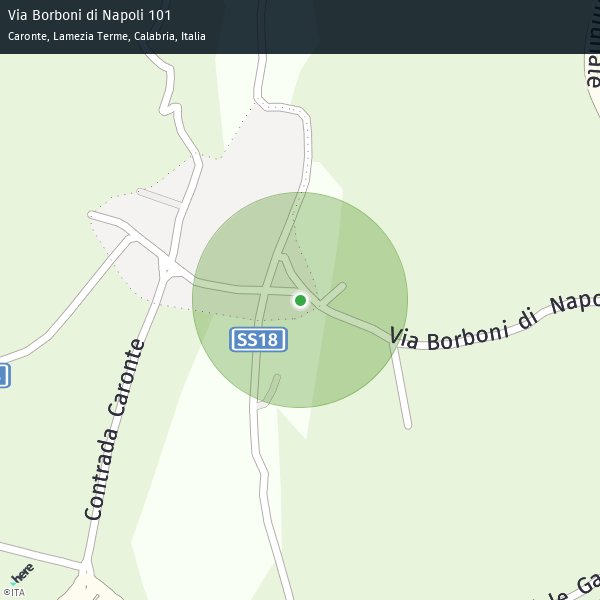 Via Borboni di Napoli 101
Caronte, Lamezia Terme, Calabria, Italia
SS18
Via Borboni di Napo
Contrada Caronte
here
©ITA